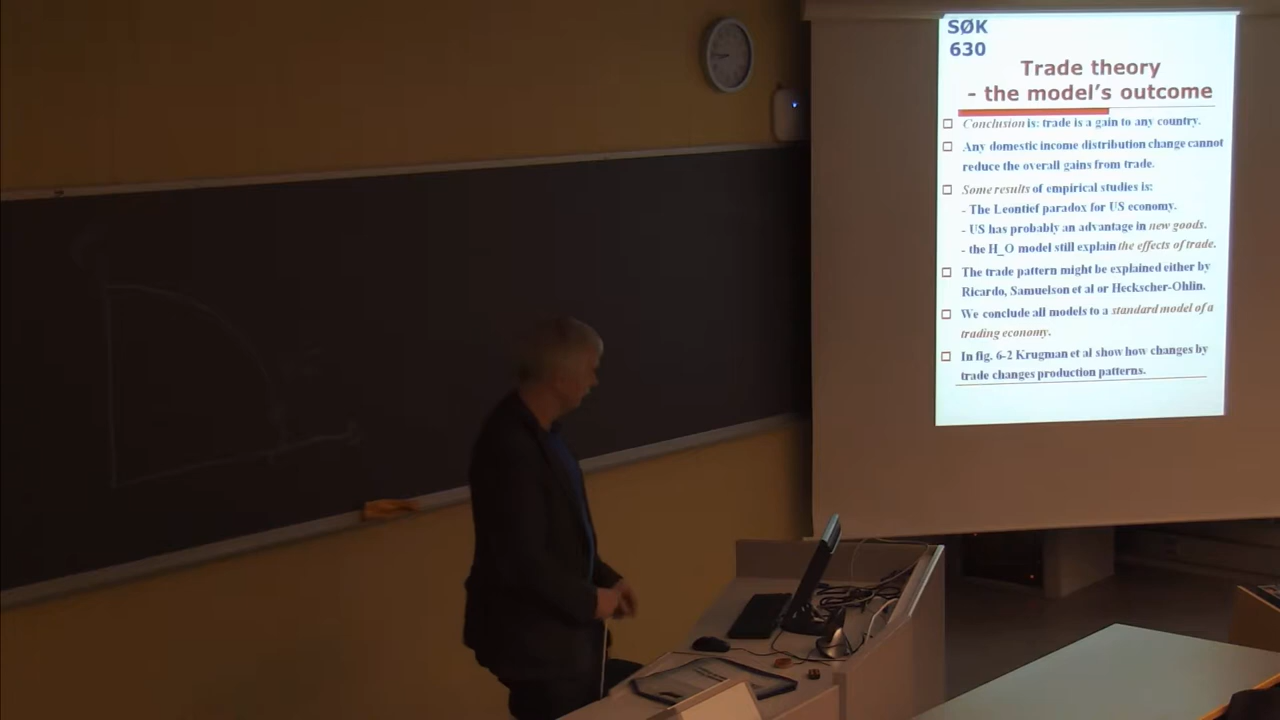 SØK
630
Trade theory
- the model's outcome
Conclusion is: trade is a gain to any country.
Any domestic income distribution change cannot
reduce the overall gains from trade.
Some results of empirical studies is:
- The Leontief paradox for US economy.
- US has probably an advantage in new goods.
- the H_O model still explain the effects of trade.
The trade pattern might be explained either by
Ricardo, Samuelson et al or Heckscher-Ohlin.
We conclude all models to a standard model of a
trading economy.
In fig. 6-2 Krugman et al show how changes by
trade changes production patterns.